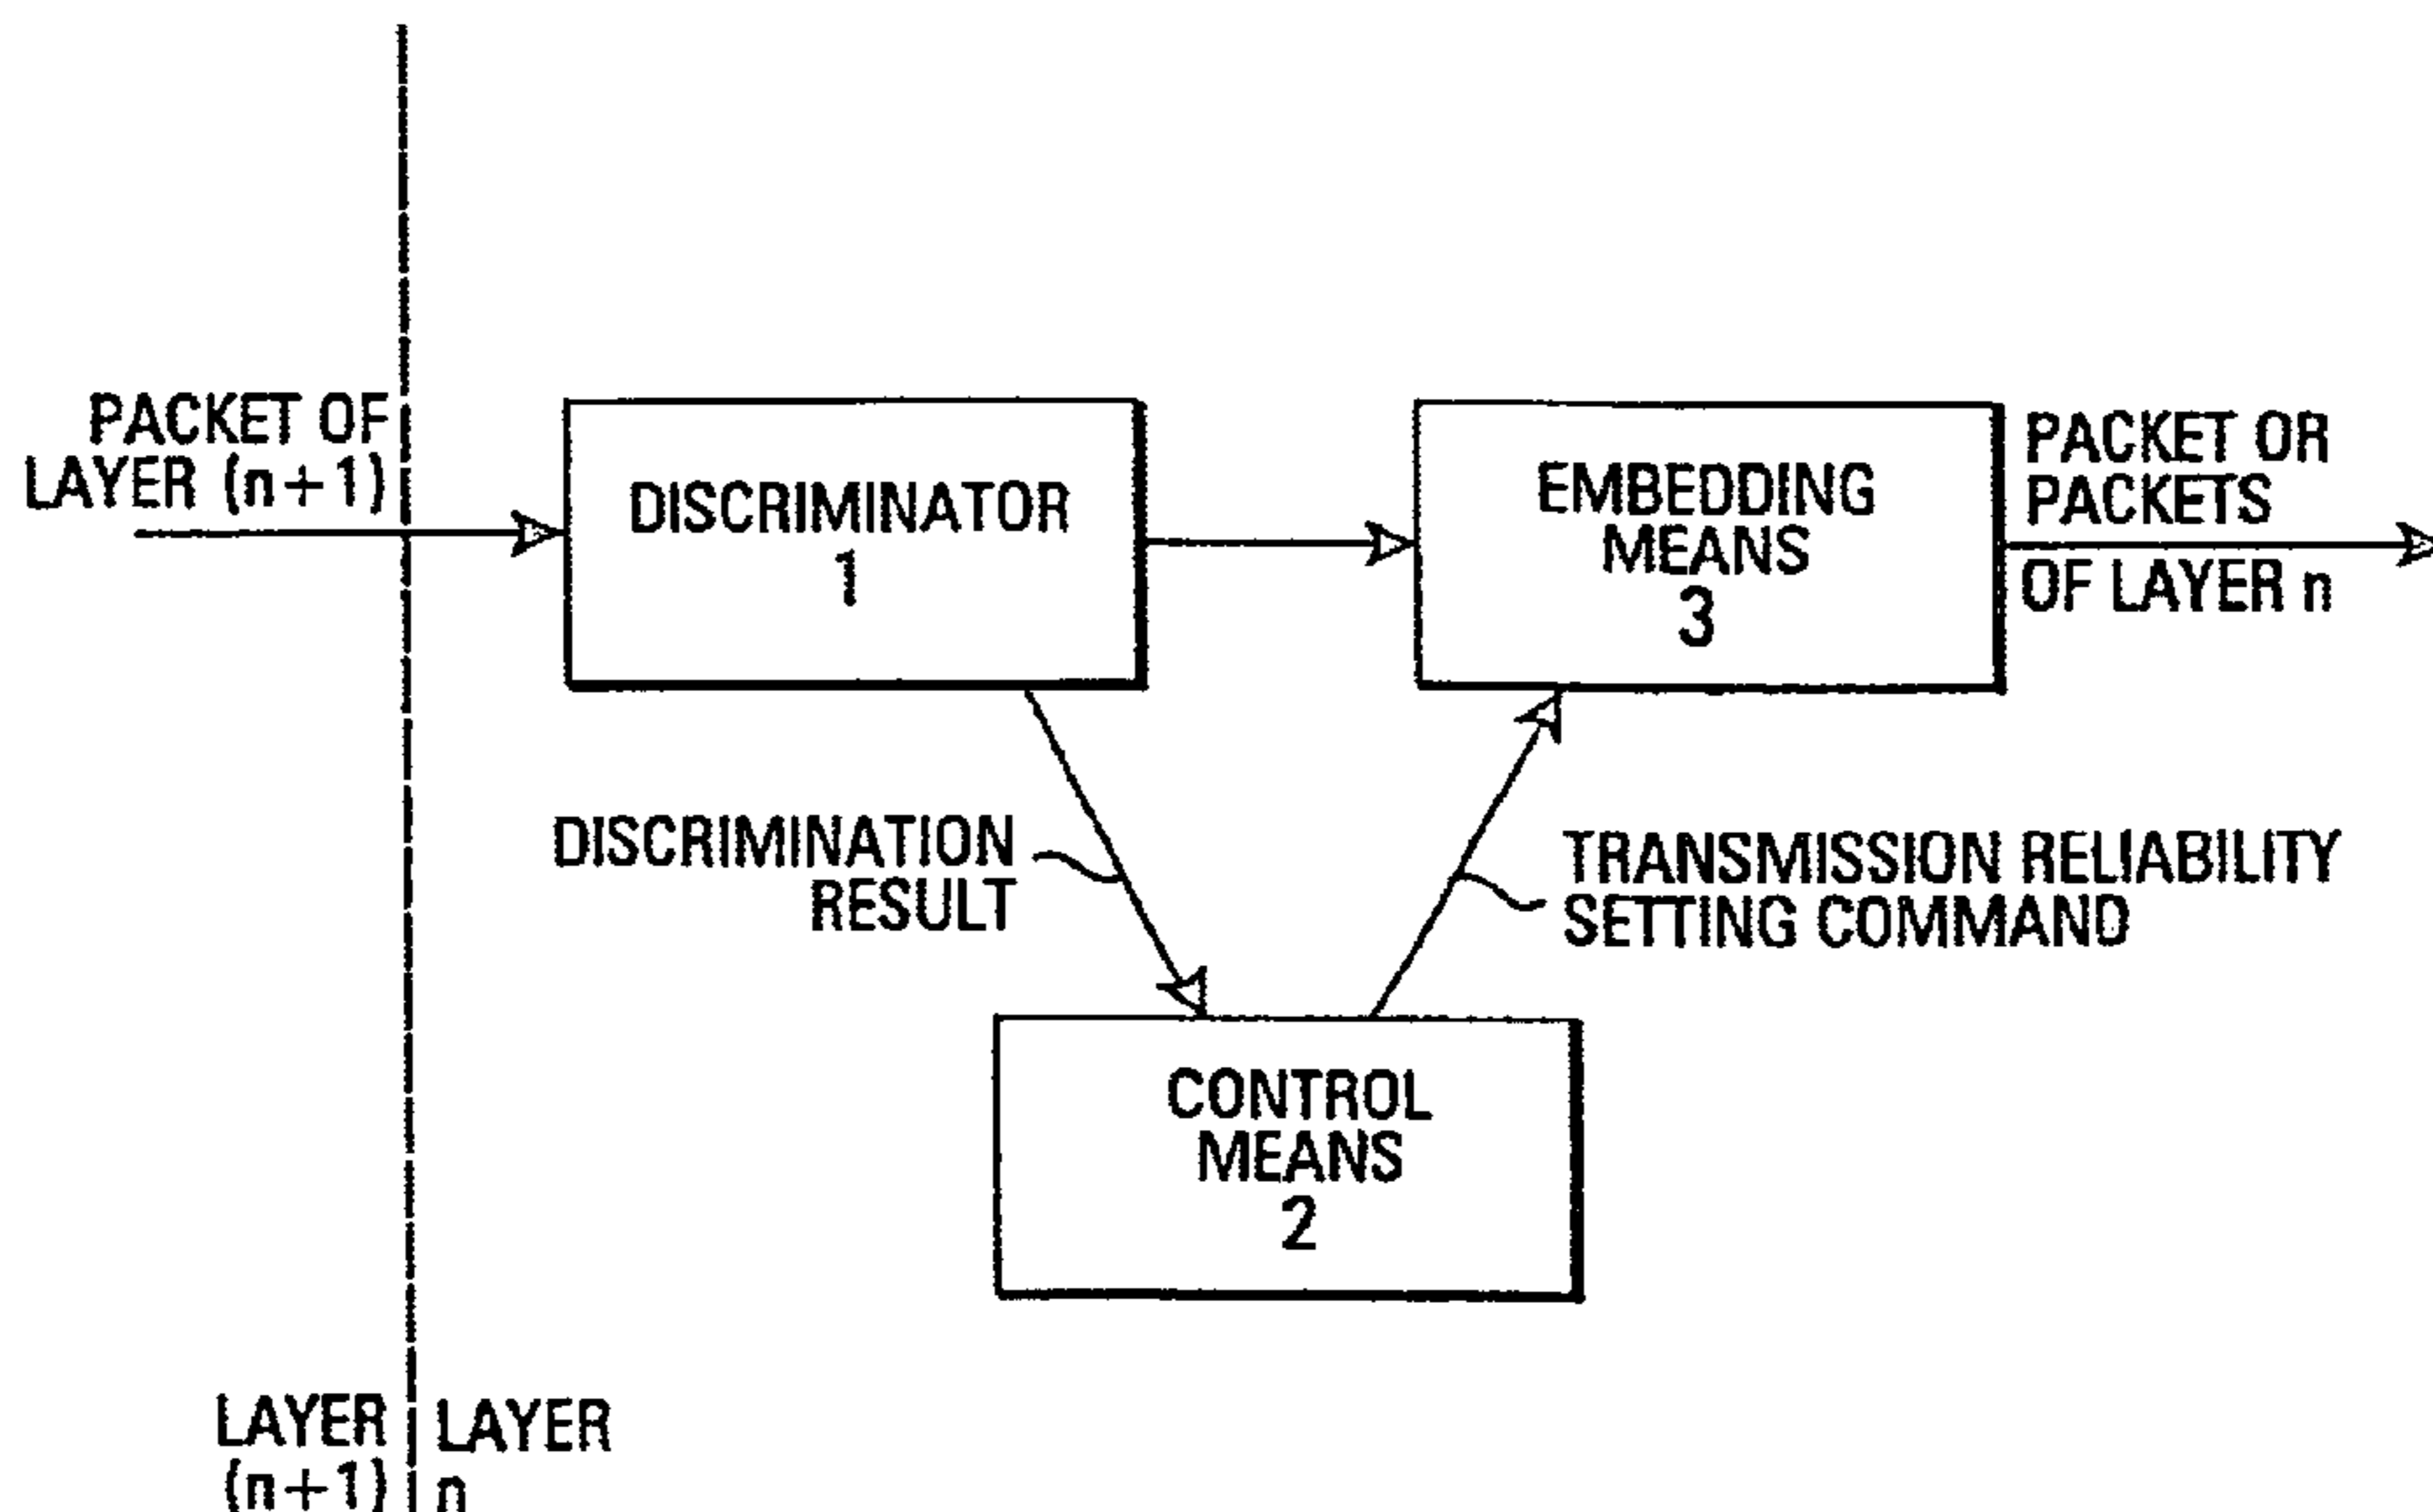 PACKET OF
LAYER (n+1)
DISCRIMINATOR
1
EMBEDDING
MEANS
3
PACKET OR
PACKETS
OF LAYER n
DISCRIMINATION
RESULT
TRANSMISSION RELIABILITY
SETTING COMMAND
CONTROL
MEANS
2
LAYER
(n+1)
LAYER
n